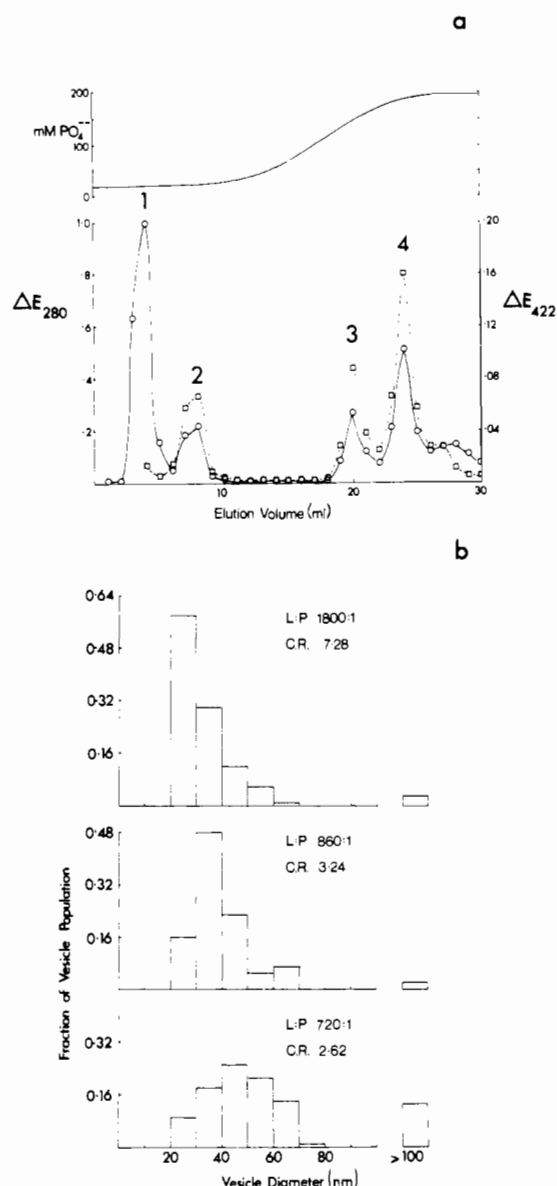 a
200
mM PO4--
100
0
1
1·0
·20
·8
·16
4
ΔE280
ΔE422
·6
·12
3
·4
·08
2
·2
·04
10
20
30
Elution Volume (ml)
b
0·64
L:P 1800:1
0·48
C.R. 7·28
0·32
0·16
0·48
L:P 860:1
C.R. 3·24
0·32
0·16
Fraction of Vesicle Population
L:P 720:1
0·32
C.R. 2·62
0·16
20 40 60 80 >100
Vesicle Diameter (nm)